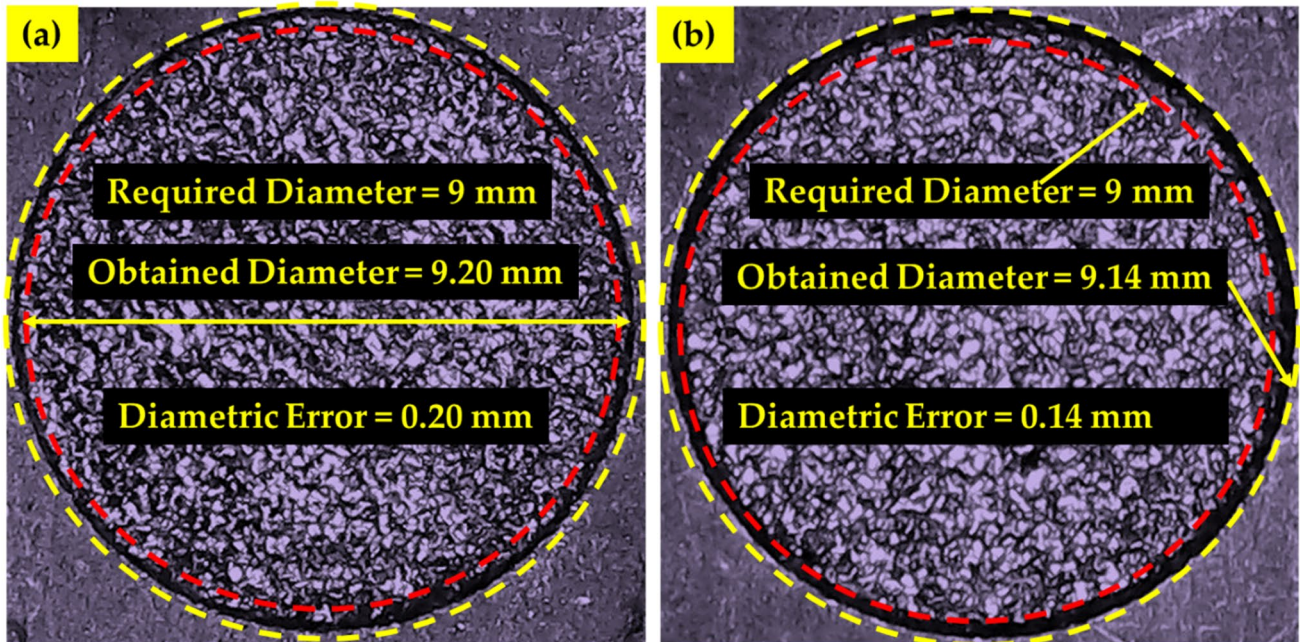 (a)
Required Diameter = 9 mm
Obtained Diameter = 9.20 mm
Diametric Error = 0.20 mm
(b)
Required Diameter = 9 mm
Obtained Diameter = 9.14 mm
Diametric Error = 0.14 mm